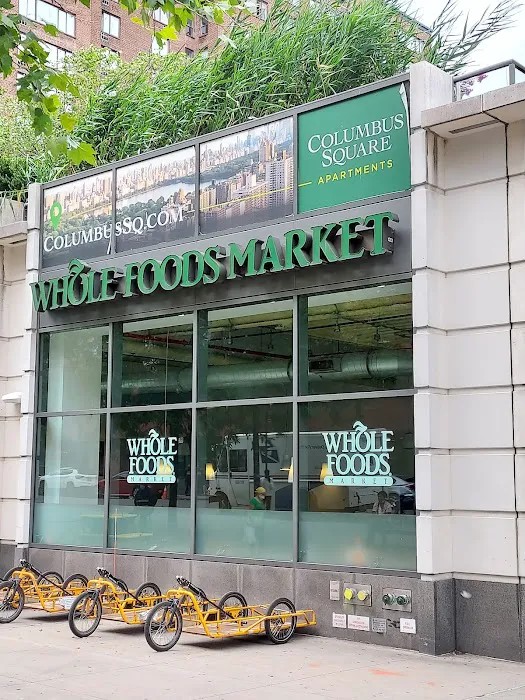 COLUMBUS
SQUARE
APARTMENTS
COLUMBUSSQ.COM
WHOLE FOODS MARKET
WHOLE
FOODS
MARKET
WHOLE
FOODS
MARKET